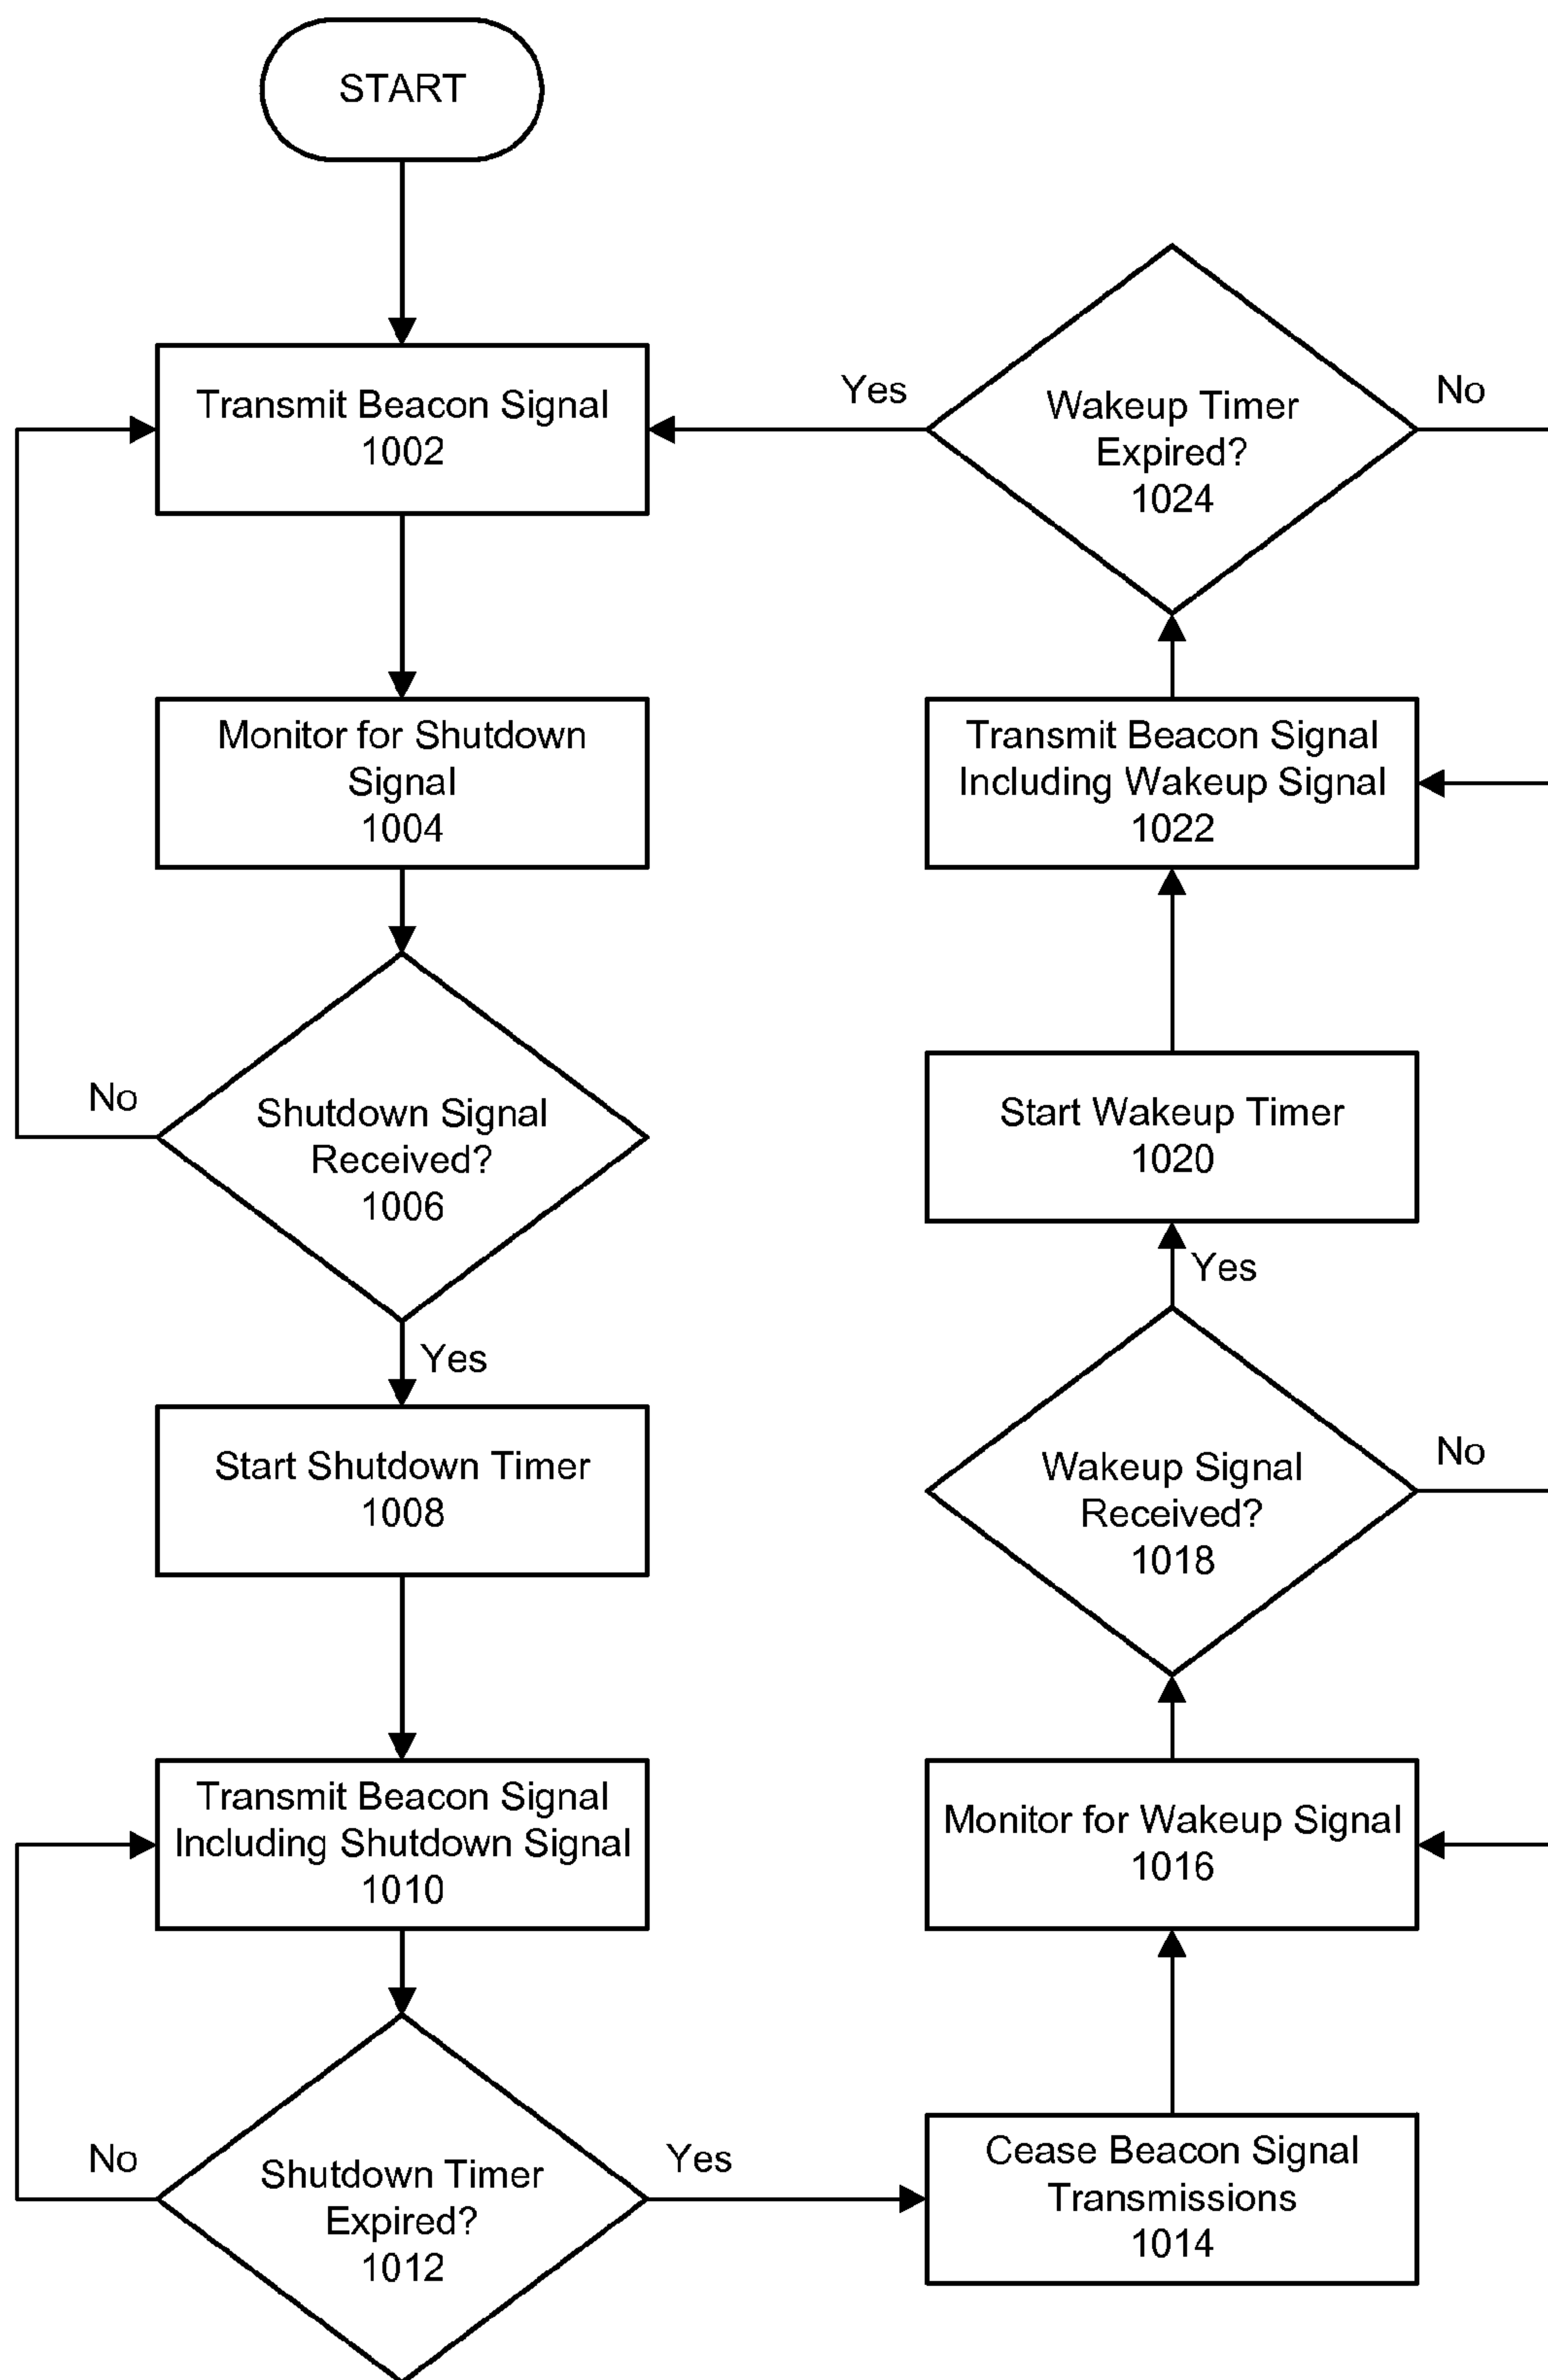 START
Transmit Beacon Signal
1002
Monitor for Shutdown
Signal
1004
No
Shutdown Signal
Received?
1006
Yes
Start Shutdown Timer
1008
Transmit Beacon Signal
Including Shutdown Signal
1010
No
Shutdown Timer
Expired?
1012
Yes
Cease Beacon Signal
Transmissions
1014
Monitor for Wakeup Signal
1016
Wakeup Signal
Received?
1018
No
Yes
Start Wakeup Timer
1020
Transmit Beacon Signal
Including Wakeup Signal
1022
Wakeup Timer
Expired?
1024
No
Yes